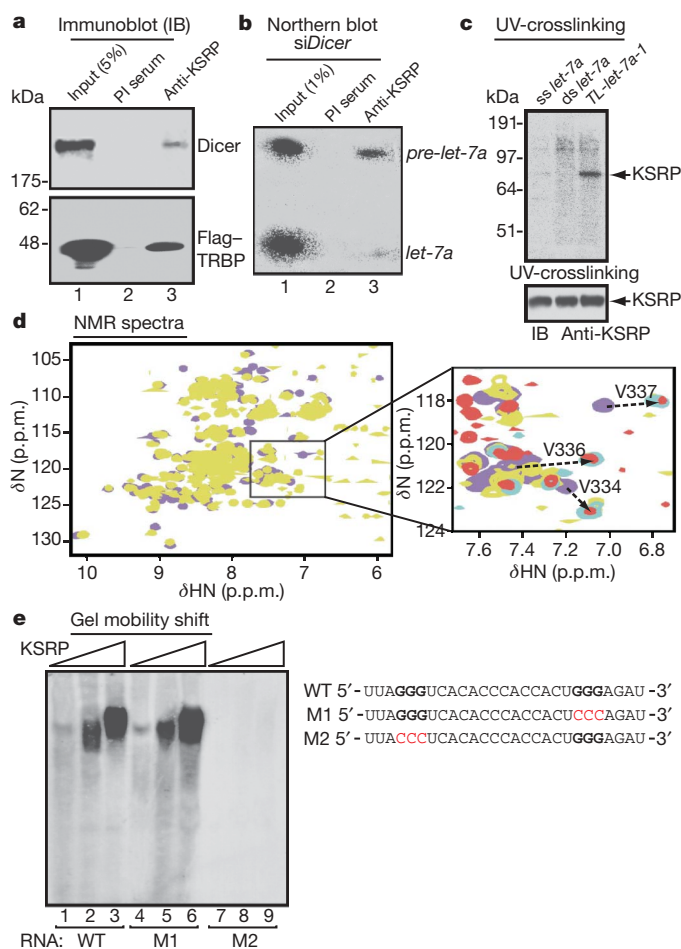 a Immunoblot (IB)
Input (5%) PI serum Anti-KSRP
kDa
Dicer
175-
62-
48-
Flag–
TRBP
1 2 3
b Northern blot
siDicer
Input (1%) PI serum Anti-KSRP
pre-let-7a
let-7a
1 2 3
c UV-crosslinking
ss let-7a ds let-7a TL-let-7a-1
kDa
191-
97-
64-
51-
KSRP
UV-crosslinking
KSRP
IB Anti-KSRP
d NMR spectra
105
110
115
120
125
130
δN (p.p.m.)
10 9 8 7 6
δHN (p.p.m.)
V337
V336
V334
118
120
122
124
δN (p.p.m.)
7.6 7.4 7.2 7.0 6.8
δHN (p.p.m.)
e Gel mobility shift
KSRP
1 2 3 4 5 6 7 8 9
RNA: WT M1 M2
WT 5′-UUAGGGUCACACCCACCACUGGGAGAU-3′
M1 5′-UUAGGGUCACACCCACCACUCCCAGAU-3′
M2 5′-UUACCCUCACACCCACCACUGGGAGAU-3′